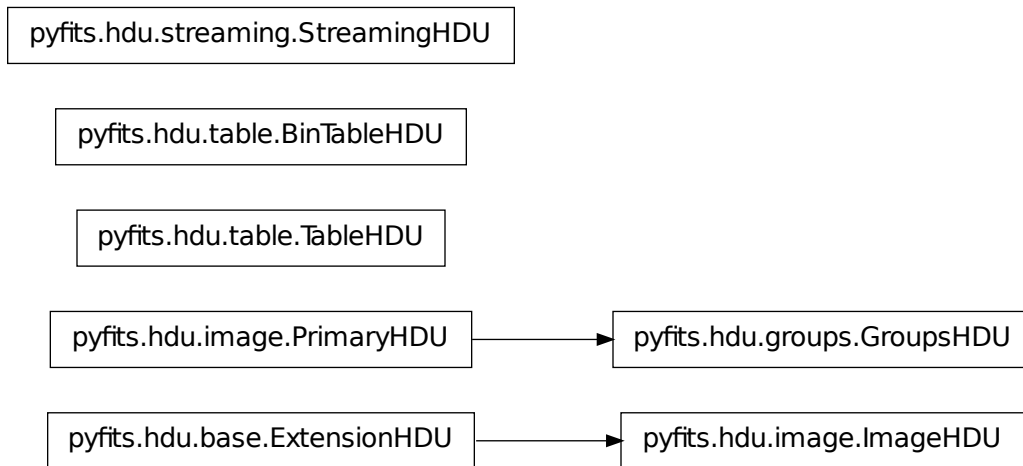 pyfits.hdu.streaming.StreamingHDU
pyfits.hdu.table.BinTableHDU
pyfits.hdu.table.TableHDU
pyfits.hdu.image.PrimaryHDU
pyfits.hdu.groups.GroupsHDU
pyfits.hdu.base.ExtensionHDU
pyfits.hdu.image.ImageHDU